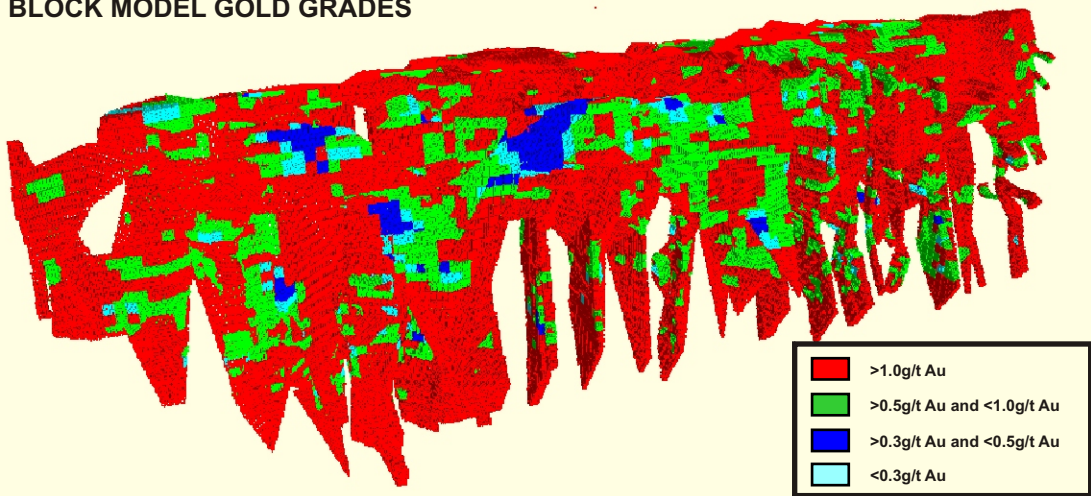 BLOCK MODEL GOLD GRADES
>1.0g/t Au
>0.5g/t Au and <1.0g/t Au
>0.3g/t Au and <0.5g/t Au
<0.3g/t Au